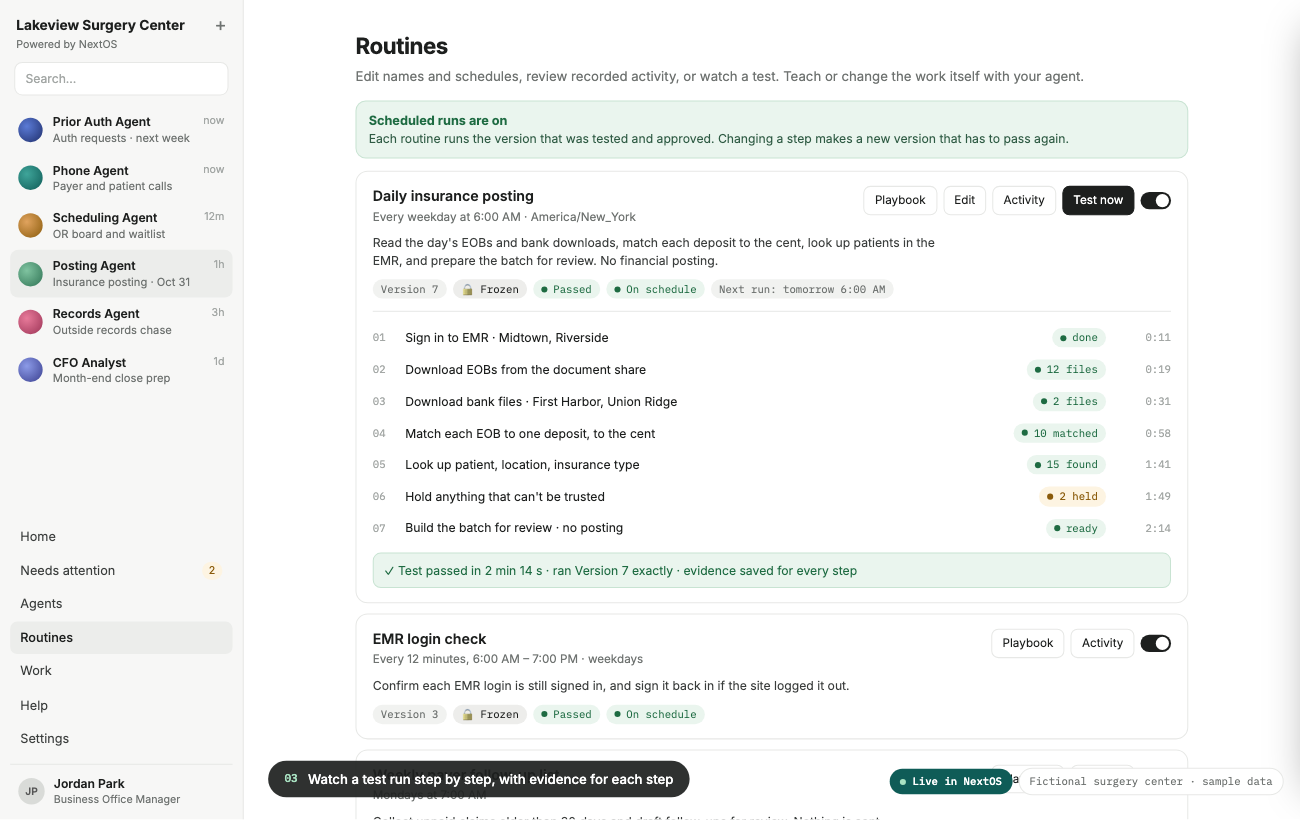 Lakeview Surgery Center +
Powered by NextOS
Search...
Prior Auth Agent now
Auth requests · next week
Phone Agent now
Payer and patient calls
Scheduling Agent 12m
OR board and waitlist
Posting Agent 1h
Insurance posting · Oct 31
Records Agent 3h
Outside records chase
CFO Analyst 1d
Month-end close prep
Home
Needs attention 2
Agents
Routines
Work
Help
Settings
JP
Jordan Park
Business Office Manager
Routines
Edit names and schedules, review recorded activity, or watch a test. Teach or change the work itself with your agent.
Scheduled runs are on
Each routine runs the version that was tested and approved. Changing a step makes a new version that has to pass again.
Daily insurance posting
Every weekday at 6:00 AM · America/New_York
Playbook Edit Activity Test now
Read the day's EOBs and bank downloads, match each deposit to the cent, look up patients in the
EMR, and prepare the batch for review. No financial posting.
Version 7 🔒 Frozen Passed On schedule Next run: tomorrow 6:00 AM
01 Sign in to EMR · Midtown, Riverside done 0:11
02 Download EOBs from the document share 12 files 0:19
03 Download bank files · First Harbor, Union Ridge 2 files 0:31
04 Match each EOB to one deposit, to the cent 10 matched 0:58
05 Look up patient, location, insurance type 15 found 1:41
06 Hold anything that can't be trusted 2 held 1:49
07 Build the batch for review · no posting ready 2:14
✓ Test passed in 2 min 14 s · ran Version 7 exactly · evidence saved for every step
EMR login check
Every 12 minutes, 6:00 AM – 7:00 PM · weekdays
Playbook Activity
Confirm each EMR login is still signed in, and sign it back in if the site logged it out.
Version 3 🔒 Frozen Passed On schedule
03 Watch a test run step by step, with evidence for each step
Live in NextOS
Fictional surgery center · sample data